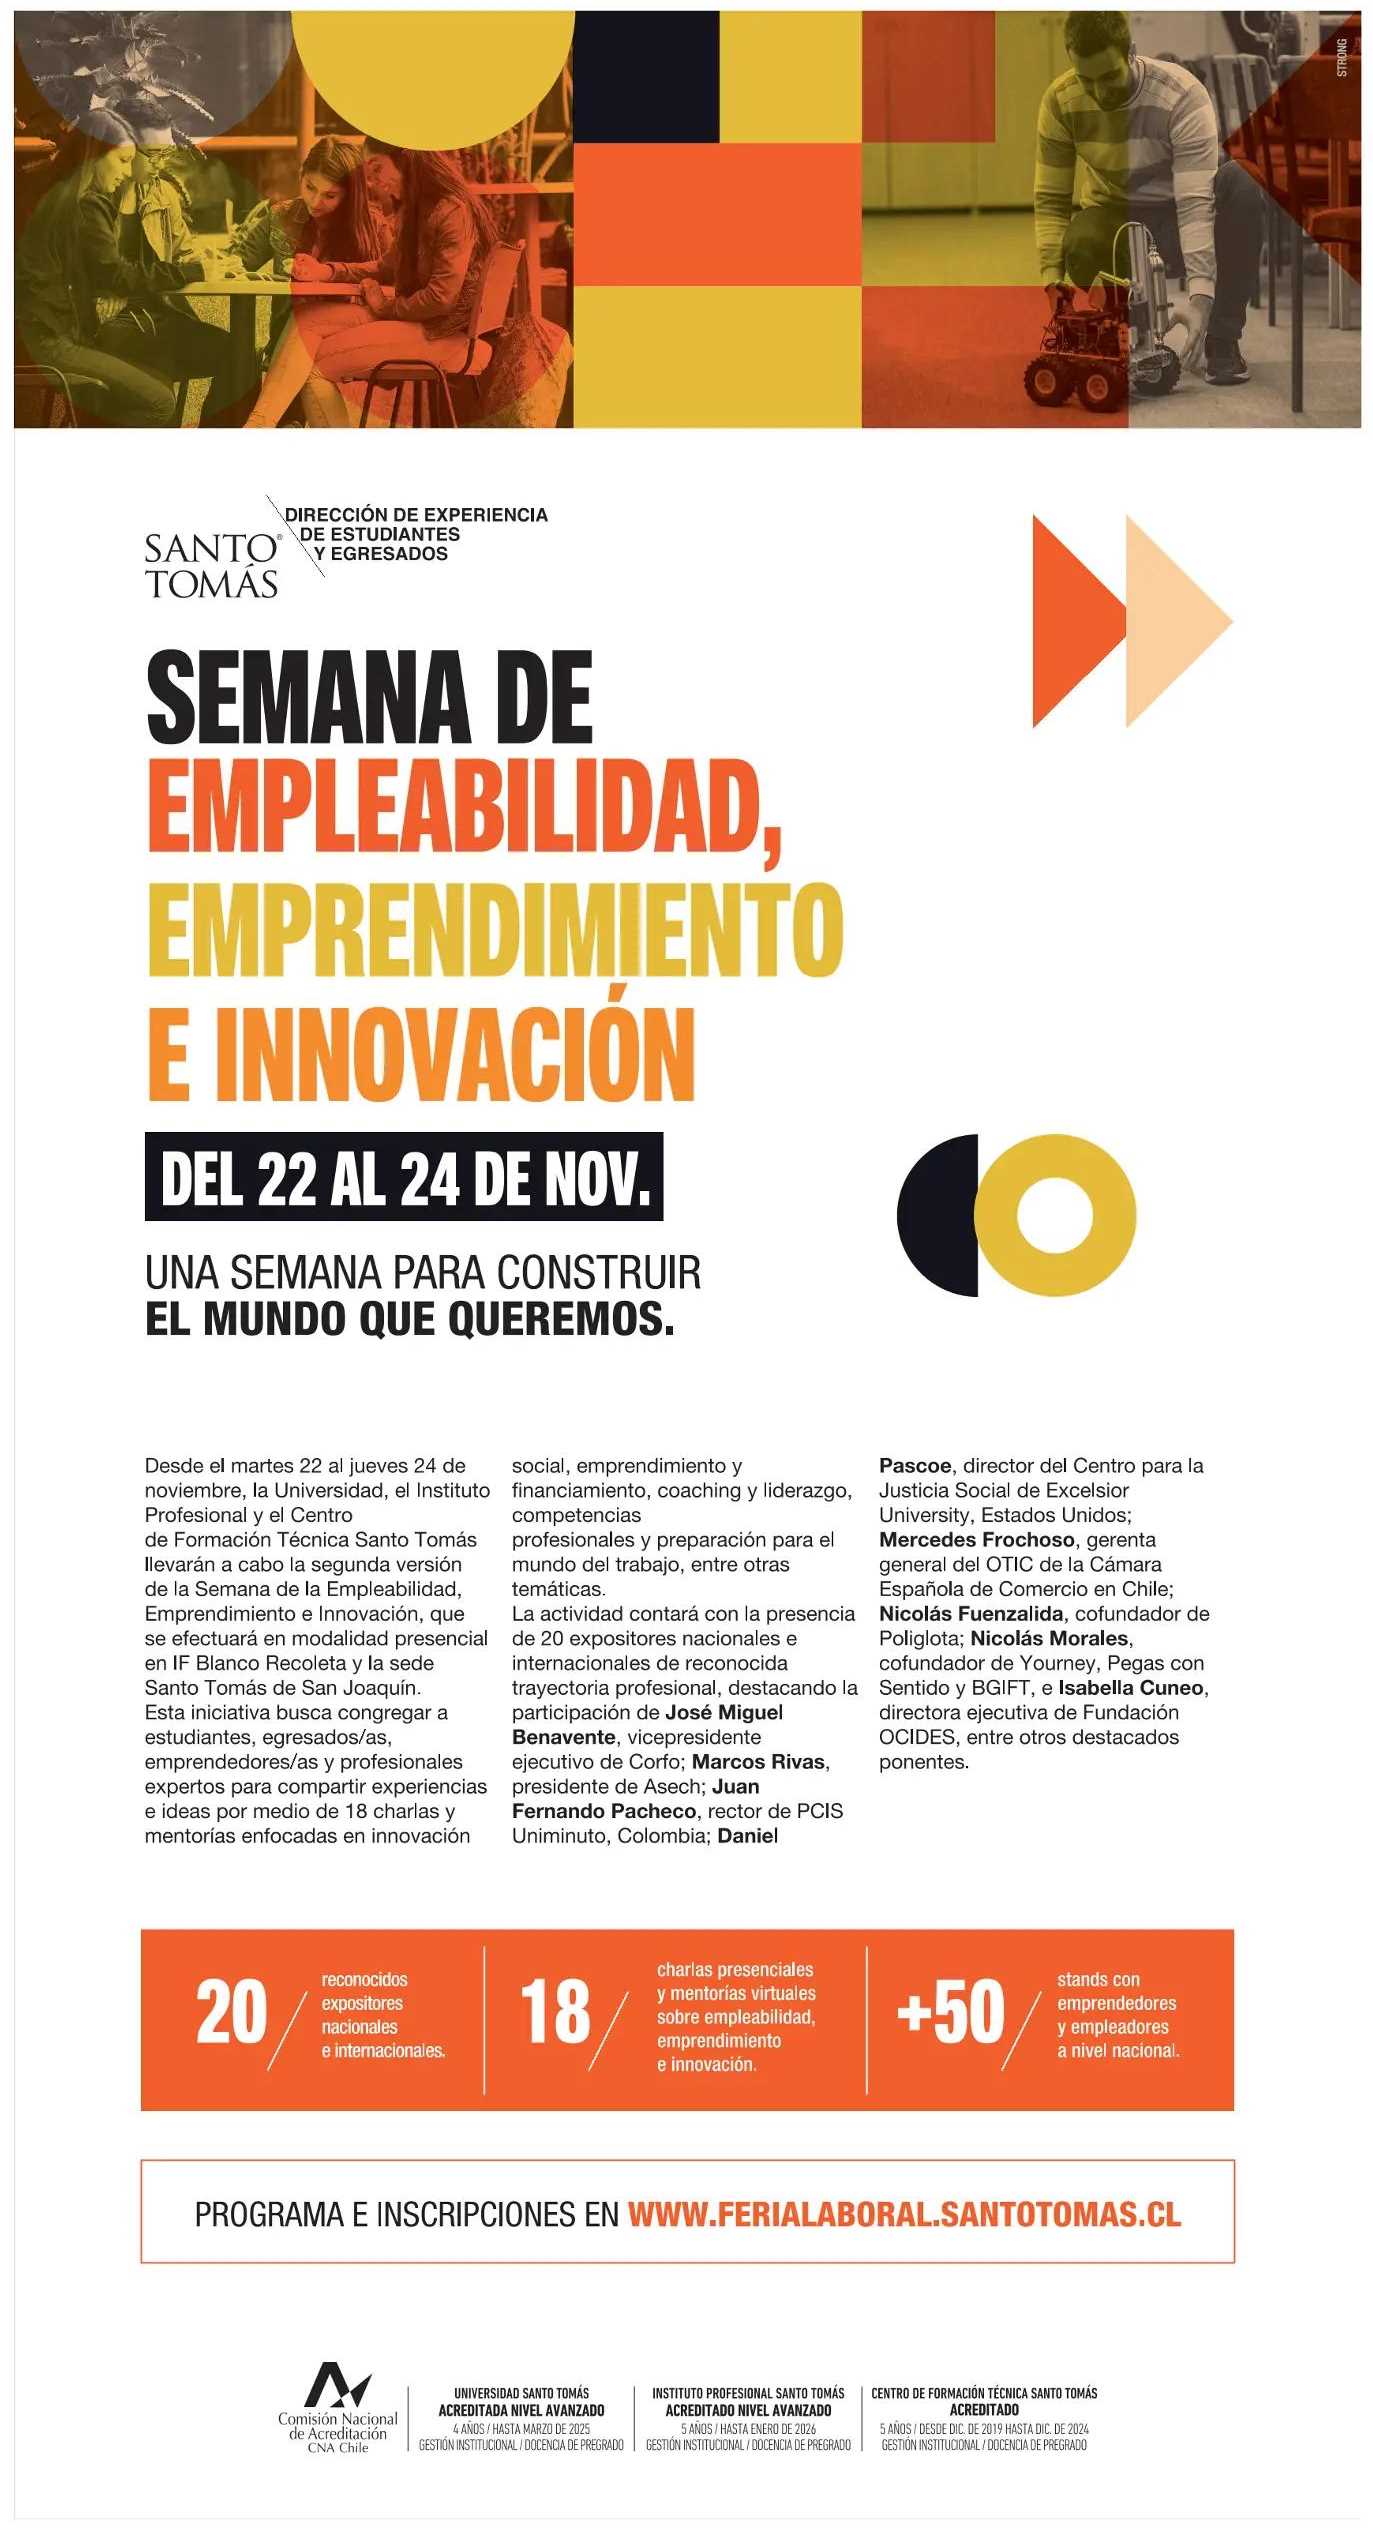 STRONG
SANTO®
TOMÁS
DIRECCIÓN DE EXPERIENCIA
DE ESTUDIANTES
Y EGRESADOS
SEMANA DE
EMPLEABILIDAD,
EMPRENDIMIENTO
E INNOVACIÓN
DEL 22 AL 24 DE NOV.
UNA SEMANA PARA CONSTRUIR
EL MUNDO QUE QUEREMOS.
Desde el martes 22 al jueves 24 de
noviembre, la Universidad, el Instituto
Profesional y el Centro
de Formación Técnica Santo Tomás
llevarán a cabo la segunda versión
de la Semana de la Empleabilidad,
Emprendimiento e Innovación, que
se efectuará en modalidad presencial
en IF Blanco Recoleta y la sede
Santo Tomás de San Joaquín.
Esta iniciativa busca congregar a
estudiantes, egresados/as,
emprendedores/as y profesionales
expertos para compartir experiencias
e ideas por medio de 18 charlas y
mentorías enfocadas en innovación
social, emprendimiento y
financiamiento, coaching y liderazgo,
competencias
profesionales y preparación para el
mundo del trabajo, entre otras
temáticas.
La actividad contará con la presencia
de 20 expositores nacionales e
internacionales de reconocida
trayectoria profesional, destacando la
participación de José Miguel
Benavente, vicepresidente
ejecutivo de Corfo; Marcos Rivas,
presidente de Asech; Juan
Fernando Pacheco, rector de PCIS
Uniminuto, Colombia; Daniel
Pascoe, director del Centro para la
Justicia Social de Excelsior
University, Estados Unidos;
Mercedes Frochoso, gerenta
general del OTIC de la Cámara
Española de Comercio en Chile;
Nicolás Fuenzalida, cofundador de
Poliglota; Nicolás Morales,
cofundador de Yourney, Pegas con
Sentido y BGIFT, e Isabella Cuneo,
directora ejecutiva de Fundación
OCIDES, entre otros destacados
ponentes.
20
reconocidos
expositores
nacionales
e internacionales.
18
charlas presenciales
y mentorías virtuales
sobre empleabilidad,
emprendimiento
e innovación.
+50
stands con
emprendedores
y empleadores
a nivel nacional.
PROGRAMA E INSCRIPCIONES EN WWW.FERIALABORAL.SANTOTOMAS.CL
Comisión Nacional
de Acreditación
CNA Chile
UNIVERSIDAD SANTO TOMÁS
ACREDITADA NIVEL AVANZADO
4 AÑOS / HASTA MARZO DE 2025
GESTIÓN INSTITUCIONAL / DOCENCIA DE PREGRADO
INSTITUTO PROFESIONAL SANTO TOMÁS
ACREDITADO NIVEL AVANZADO
5 AÑOS / HASTA ENERO DE 2026
GESTIÓN INSTITUCIONAL / DOCENCIA DE PREGRADO
CENTRO DE FORMACIÓN TÉCNICA SANTO TOMÁS
ACREDITADO
5 AÑOS / DESDE DIC. DE 2019 HASTA DIC. DE 2024
GESTIÓN INSTITUCIONAL / DOCENCIA DE PREGRADO